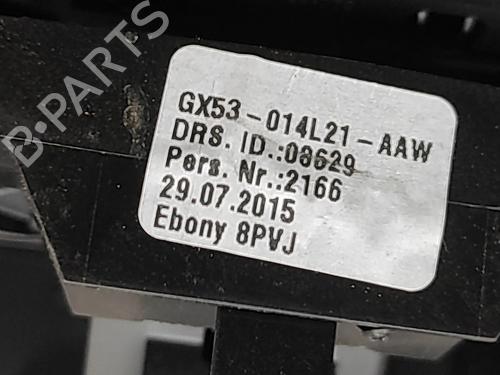 B-PARTS
GX53-014L21-AAW
DRS. ID.:08629
Pers. Nr.:2166
29.07.2015
Ebony 8PVJ